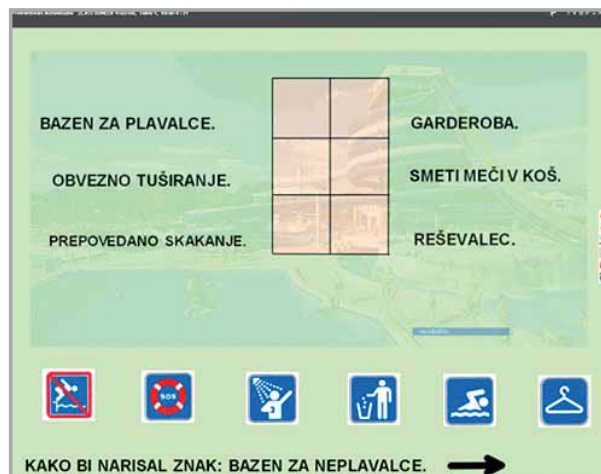 BAZEN ZA PLAVALCE.
GARDEROBA.
OBVEZNO TUŠIRANJE.
SMETI MEČI V KOŠ.
PREPOVEDANO SKAKANJE.
REŠEVALEC.
SOS
KAKO BI NARISAL ZNAK: BAZEN ZA NEPLAVALCE.